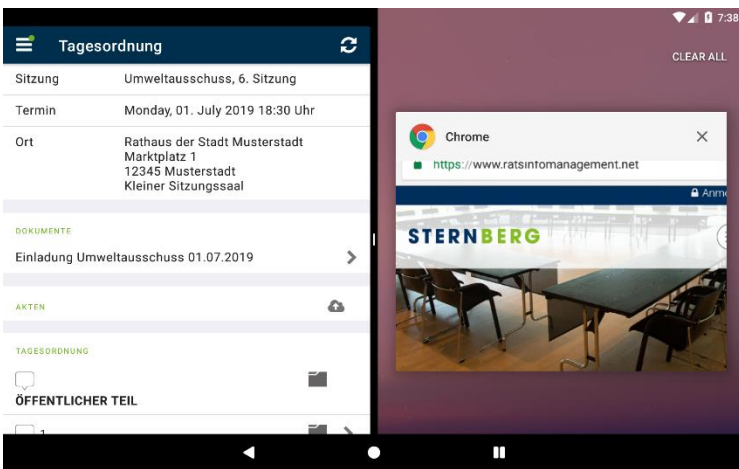 7:38
Tagesordnung
Sitzung Umweltausschuss, 6. Sitzung
Termin Monday, 01. July 2019 18:30 Uhr
Ort Rathaus der Stadt Musterstadt
Marktplatz 1
12345 Musterstadt
Kleiner Sitzungssaal
DOKUMENTE
Einladung Umweltausschuss 01.07.2019
AKTEN
TAGESORDNUNG
ÖFFENTLICHER TEIL
1
CLEAR ALL
Chrome
https://www.ratsinfomanagement.net
Anme
STERNBERG